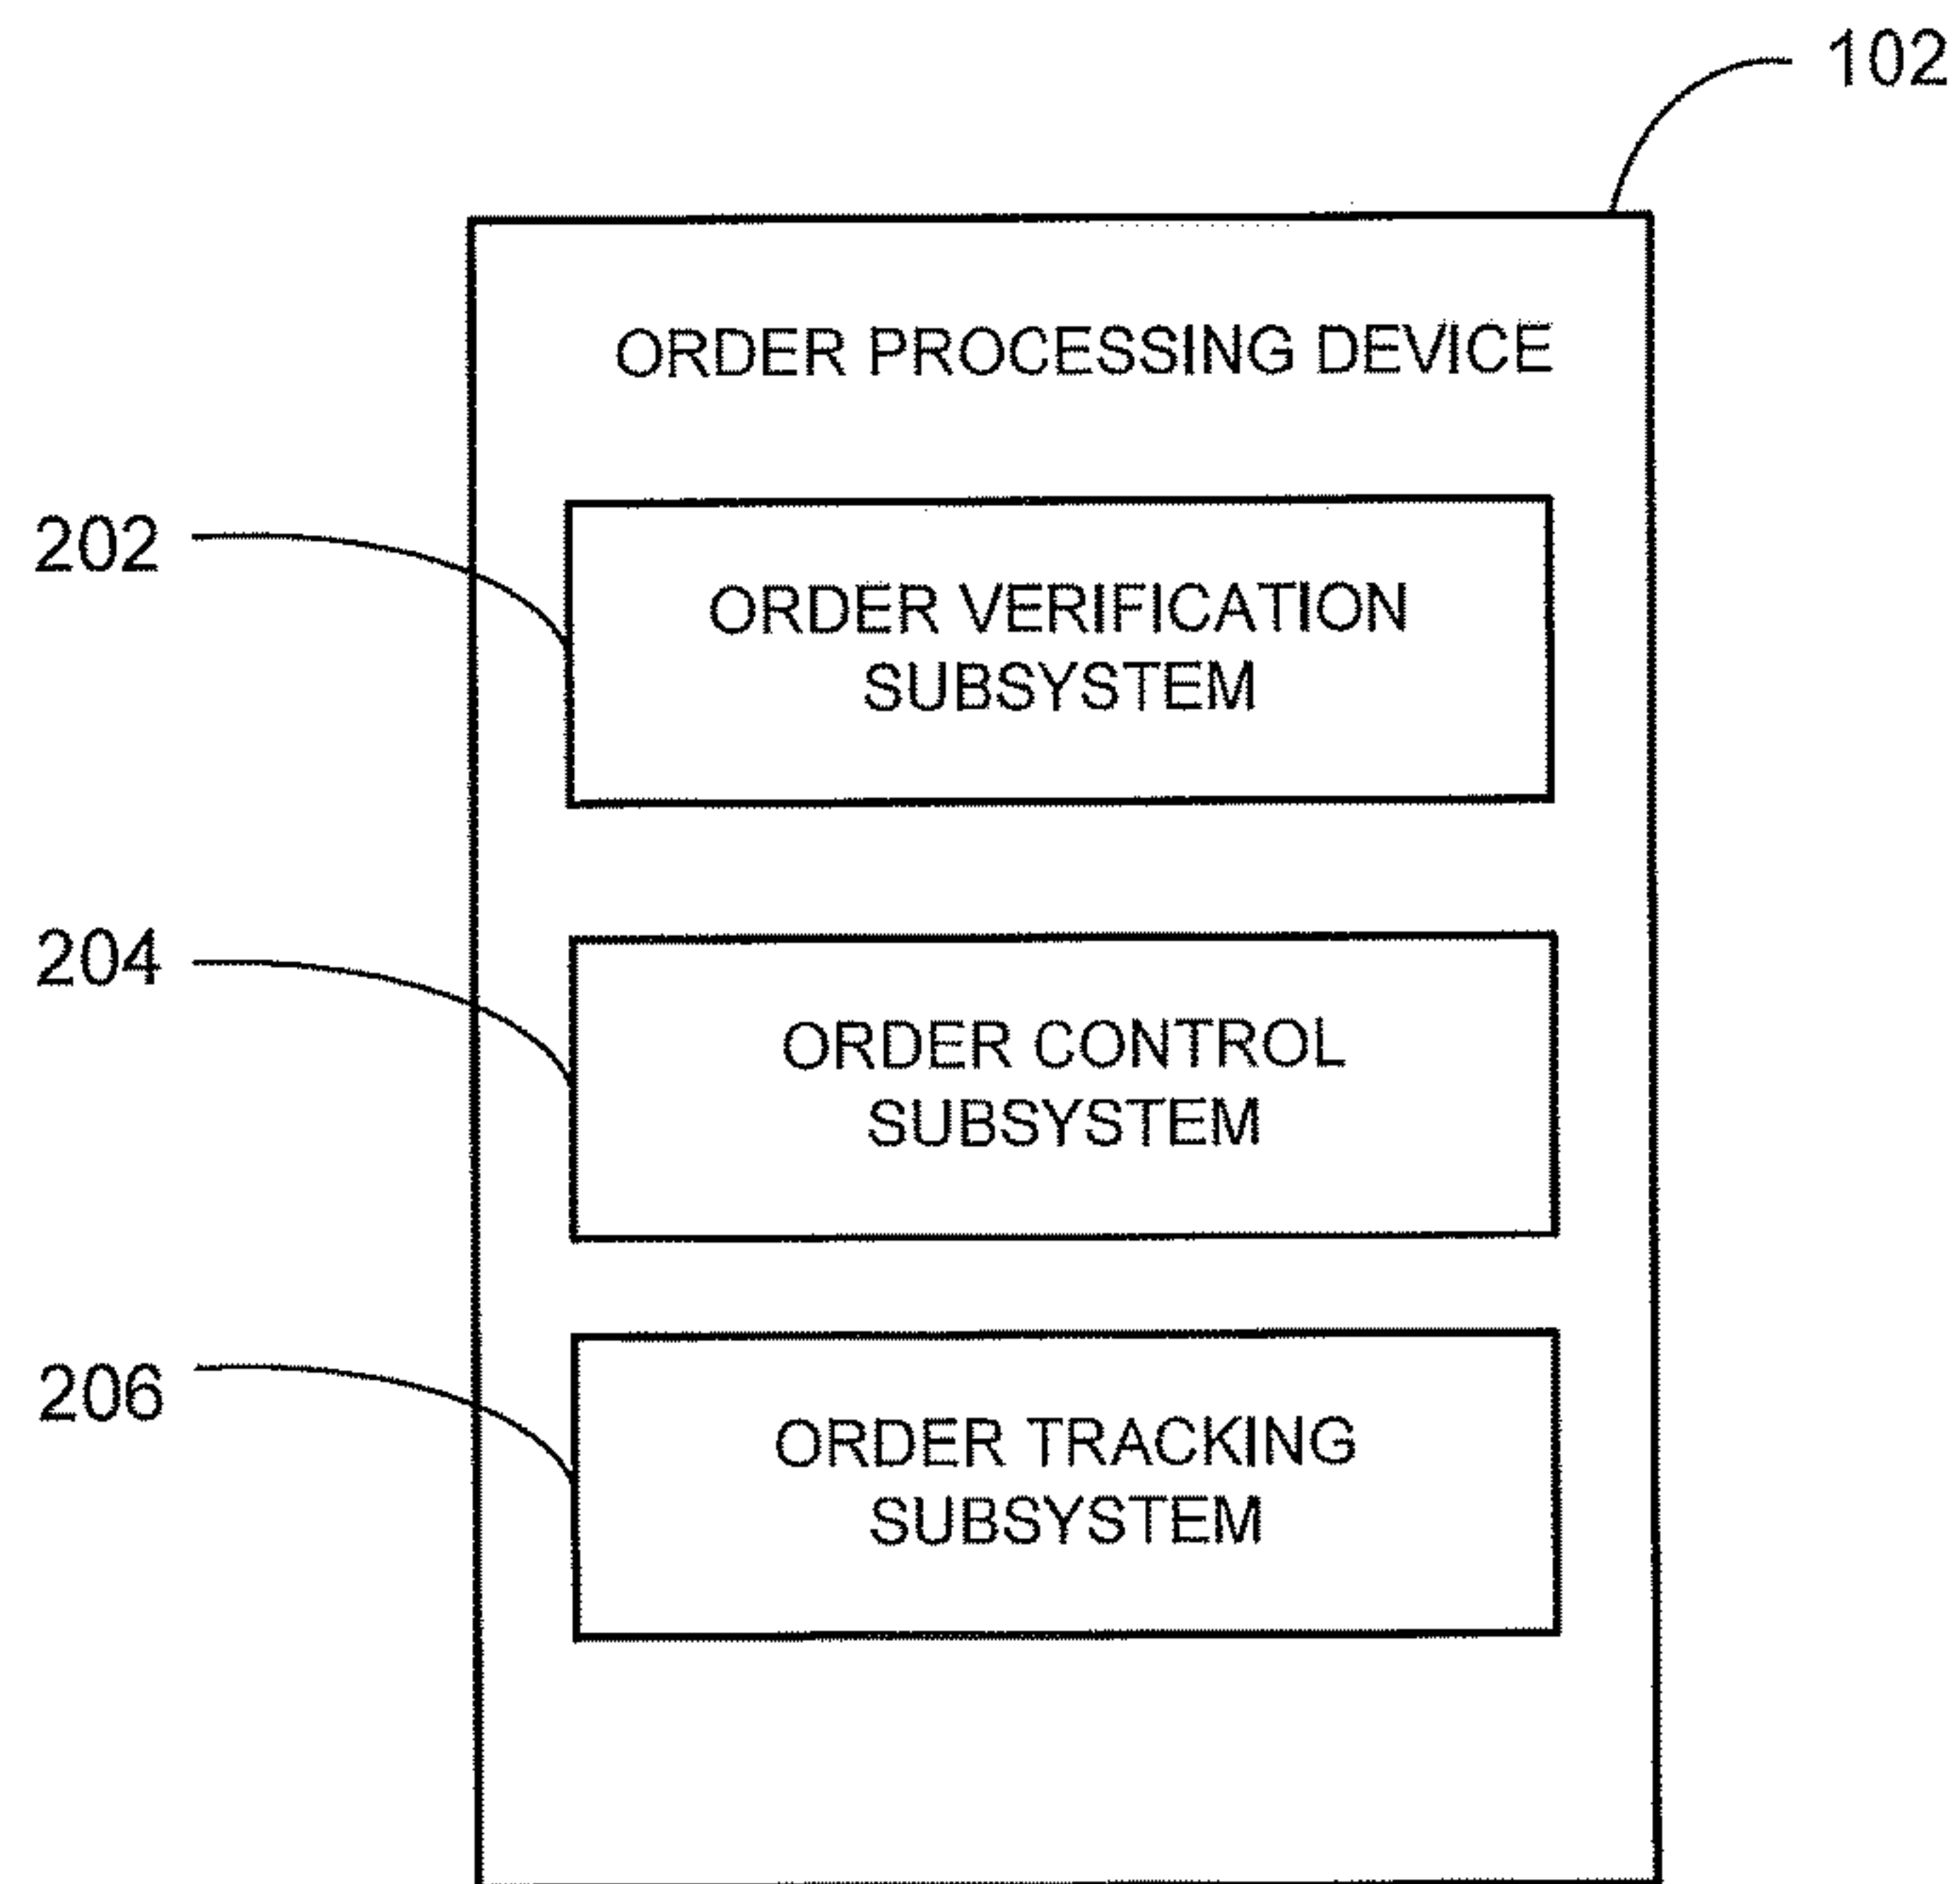 102
ORDER PROCESSING DEVICE
202
ORDER VERIFICATION
SUBSYSTEM
204
ORDER CONTROL
SUBSYSTEM
206
ORDER TRACKING
SUBSYSTEM